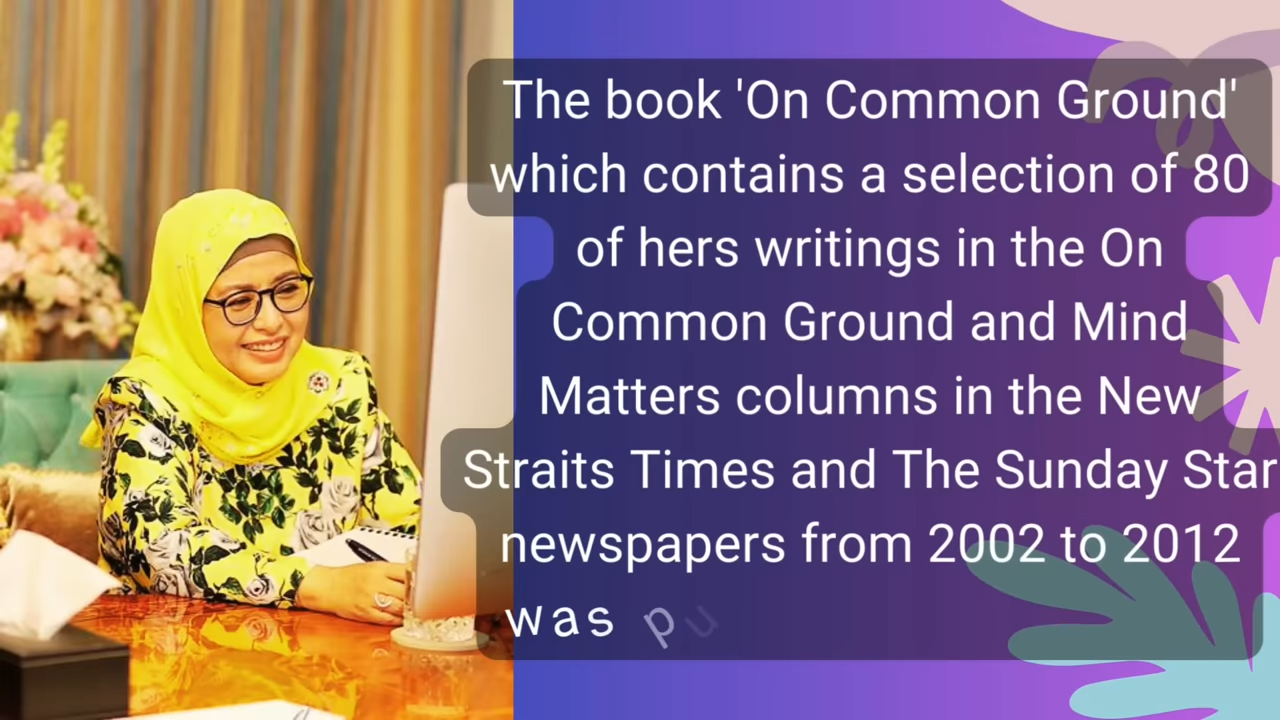 The book 'On Common Ground'
which contains a selection of 80
of hers writings in the On
Common Ground and Mind
Matters columns in the New
Straits Times and The Sunday Star
newspapers from 2002 to 2012
was pu